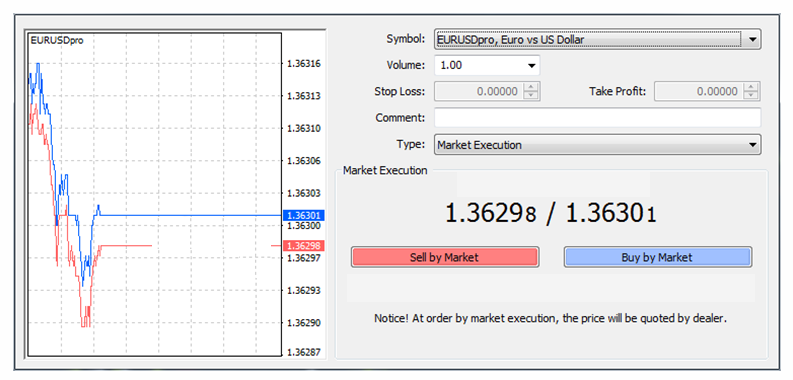 EURUSDpro
1.36316
1.36313
1.36310
1.36306
1.36303
1.36301
1.36300
1.36298
1.36297
1.36293
1.36290
1.36287
Symbol: EURUSDpro, Euro vs US Dollar
Volume: 1.00
Stop Loss: 0.00000 Take Profit: 0.00000
Comment:
Type: Market Execution
Market Execution
1.36298 / 1.36301
Sell by Market Buy by Market
Notice! At order by market execution, the price will be quoted by dealer.